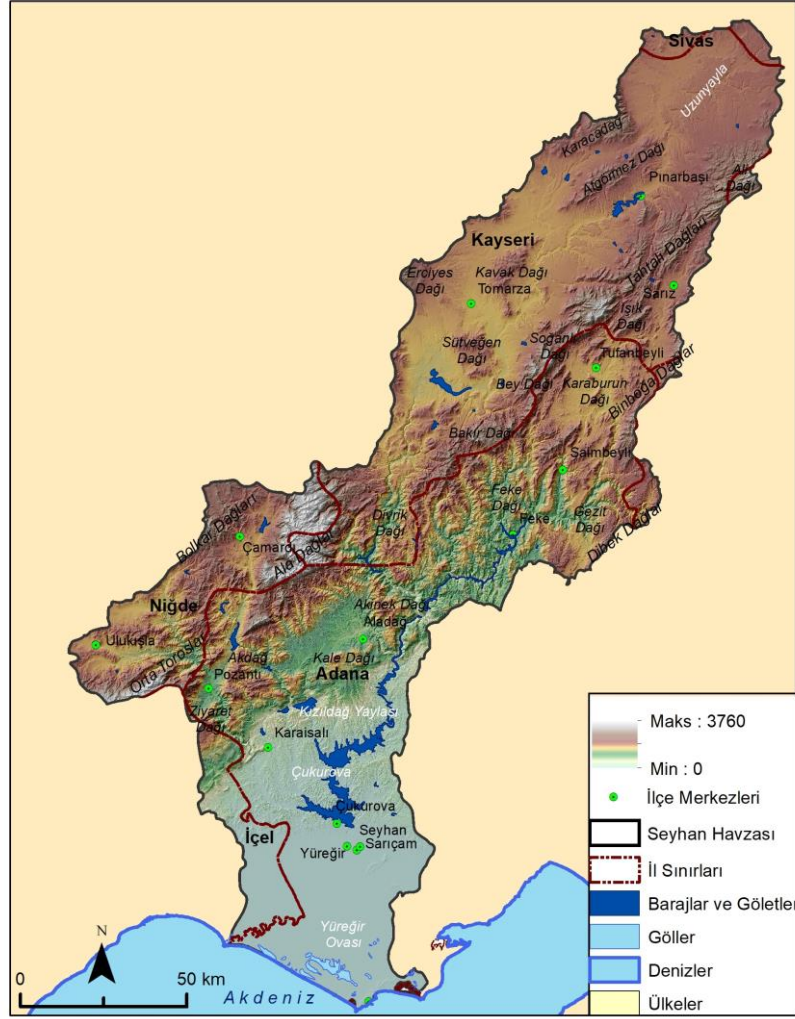 Sivas
Uzunyayla
Karacadağ
Altgörmez Dağı
Pınarbaşı
Ali
Dağı
Kayseri
Tahtalı Dağları
Erciyes
Dağı
Kavak Dağı
Tomarza
Sarız
Işık
Dağı
Sütveğen
Dağı
Soğanlı
Dağı
Tufanbeyli
Bey Dağı
Karaburun
Dağı
Binboğa Dağlar
Bakır Dağı
Saimbeyli
Feke
Dağı
Feke
Gezit
Dağı
Dibek Dağlar
Divrik
Dağı
Bolkar Dağları
Çamardı
Ala Dağlar
Niğde
Ulukışla
Orta Toroslar
Akdağ
Pozantı
Akinek Dağı
Aladağ
Kale Dağı
Adana
Ziyaret
Dağı
Kızıldağ Yaylası
Karaisalı
Çukurova
Çukurova
Seyhan
Sarıçam
Yüreğir
İçel
Yüreğir
Ovası
Akdeniz
N
0 50 km
Maks : 3760
Min : 0
İlçe Merkezleri
Seyhan Havzası
İl Sınırları
Barajlar ve Göletler
Göller
Denizler
Ülkeler